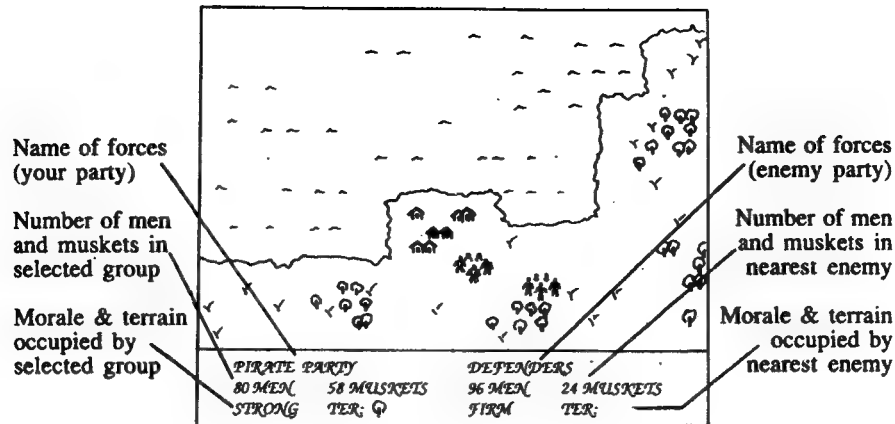 Name of forces
(your party)
Number of men
and muskets in
selected group
Morale & terrain
occupied by
selected group
Name of forces
(enemy party)
Number of men
and muskets in
nearest enemy
Morale & terrain
occupied by
nearest enemy
PIRATE PARTY
80 MEN 58 MUSKETS
STRONG TER:
DEFENDERS
96 MEN 24 MUSKETS
FIRM TER: